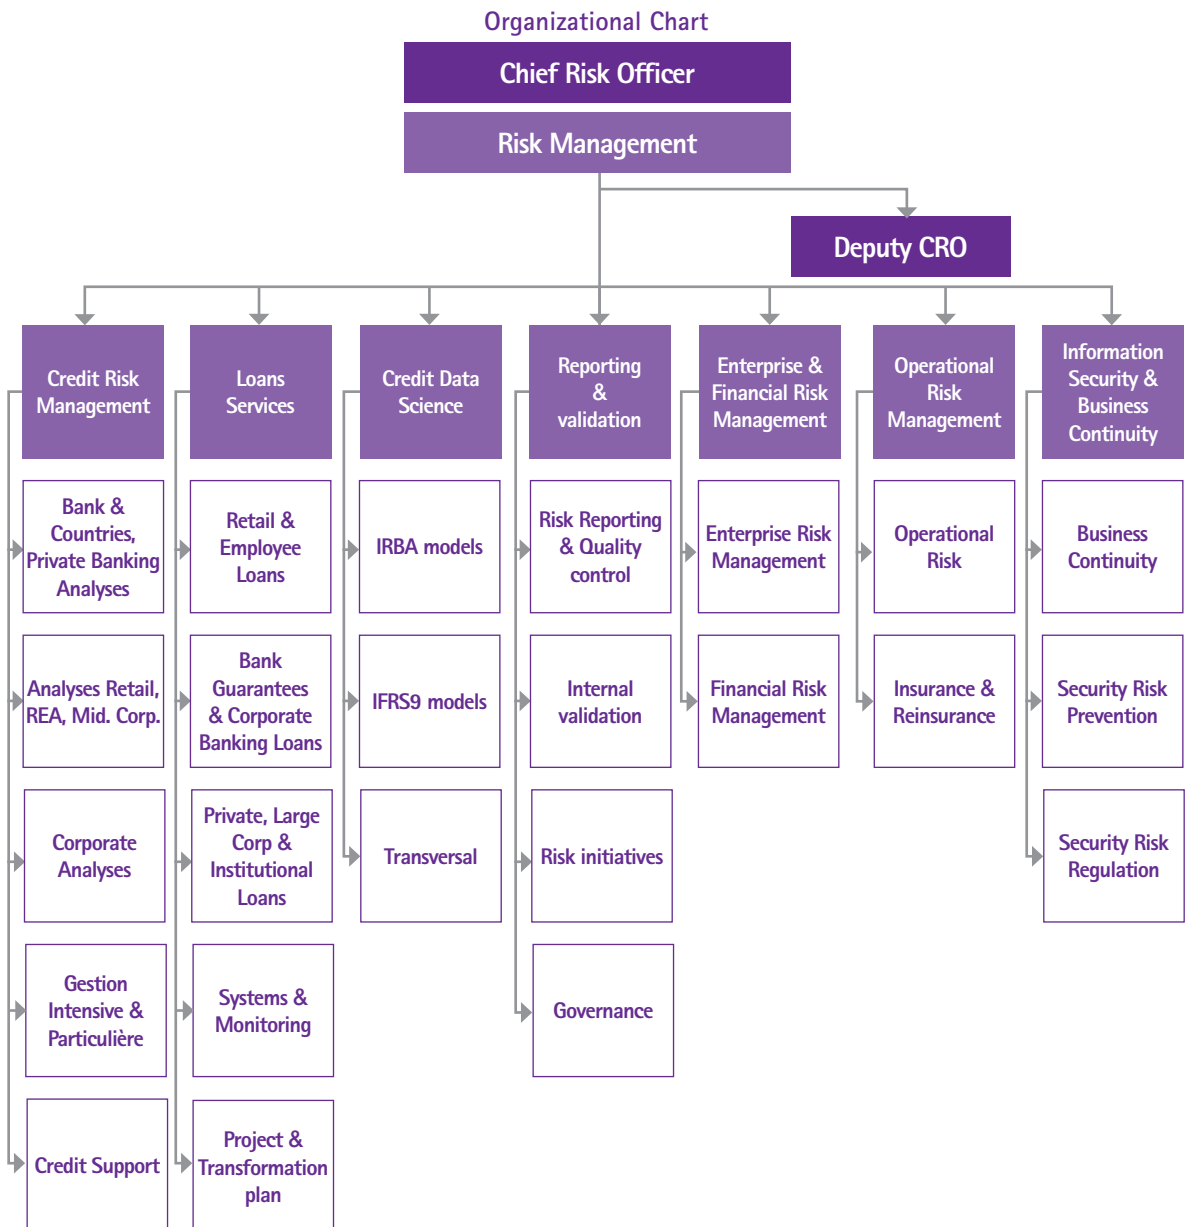 Organizational Chart
Chief Risk Officer
Risk Management
Deputy CRO
Credit Risk
Management
Loans
Services
Credit Data
Science
Reporting
&
validation
Enterprise &
Financial Risk
Management
Operational
Risk
Management
Information
Security &
Business
Continuity
Bank &
Countries,
Private Banking
Analyses
Retail &
Employee
Loans
IRBA models
Risk Reporting
& Quality
control
Enterprise Risk
Management
Operational
Risk
Business
Continuity
Analyses Retail,
REA, Mid. Corp.
Bank
Guarantees
& Corporate
Banking Loans
IFRS9 models
Internal
validation
Financial Risk
Management
Insurance &
Reinsurance
Security Risk
Prevention
Corporate
Analyses
Private, Large
Corp &
Institutional
Loans
Transversal
Risk initiatives
Security Risk
Regulation
Gestion
Intensive &
Particulière
Systems &
Monitoring
Governance
Credit Support
Project &
Transformation
plan